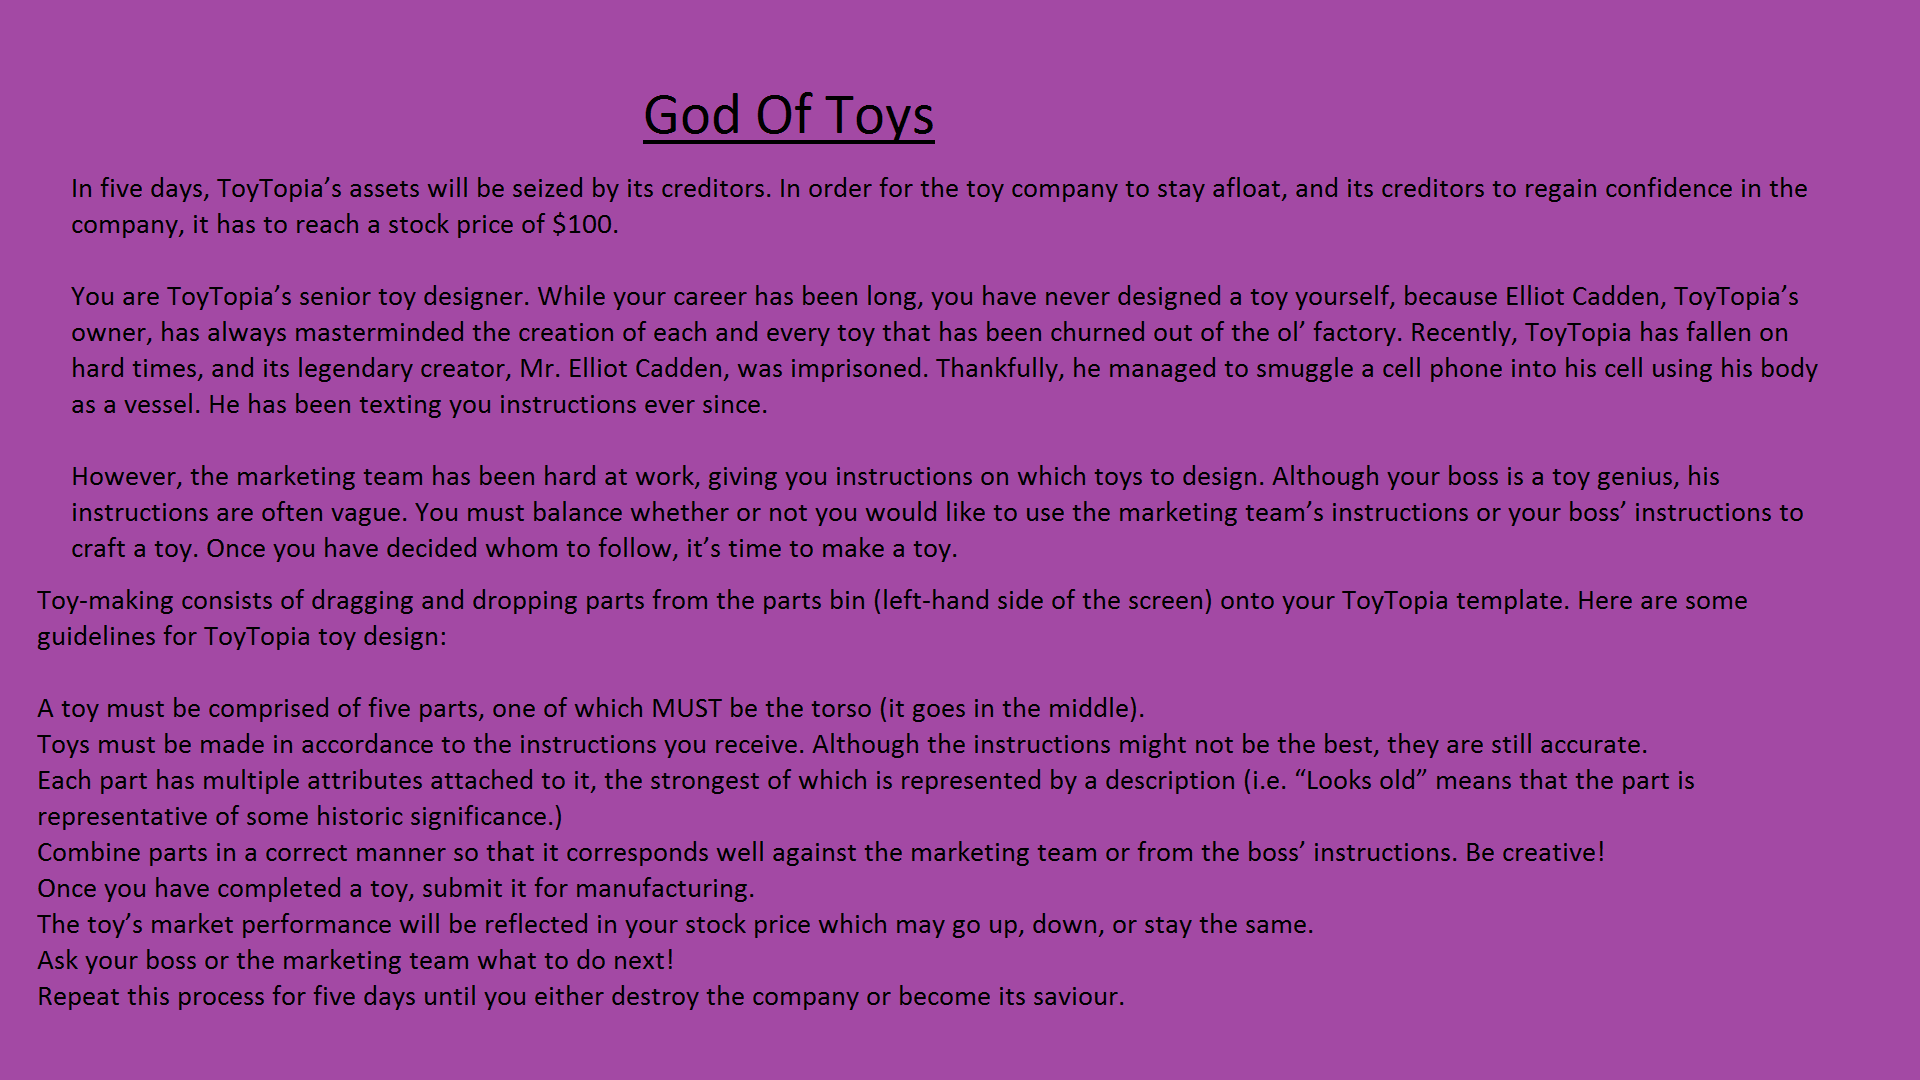 God Of Toys
In five days, ToyTopia’s assets will be seized by its creditors. In order for the toy company to stay afloat, and its creditors to regain confidence in the
company, it has to reach a stock price of $100.
You are ToyTopia’s senior toy designer. While your career has been long, you have never designed a toy yourself, because Elliot Cadden, ToyTopia’s
owner, has always masterminded the creation of each and every toy that has been churned out of the ol’ factory. Recently, ToyTopia has fallen on
hard times, and its legendary creator, Mr. Elliot Cadden, was imprisoned. Thankfully, he managed to smuggle a cell phone into his cell using his body
as a vessel. He has been texting you instructions ever since.
However, the marketing team has been hard at work, giving you instructions on which toys to design. Although your boss is a toy genius, his
instructions are often vague. You must balance whether or not you would like to use the marketing team’s instructions or your boss’ instructions to
craft a toy. Once you have decided whom to follow, it’s time to make a toy.
Toy-making consists of dragging and dropping parts from the parts bin (left-hand side of the screen) onto your ToyTopia template. Here are some
guidelines for ToyTopia toy design:
A toy must be comprised of five parts, one of which MUST be the torso (it goes in the middle).
Toys must be made in accordance to the instructions you receive. Although the instructions might not be the best, they are still accurate.
Each part has multiple attributes attached to it, the strongest of which is represented by a description (i.e. “Looks old” means that the part is
representative of some historic significance.)
Combine parts in a correct manner so that it corresponds well against the marketing team or from the boss’ instructions. Be creative!
Once you have completed a toy, submit it for manufacturing.
The toy’s market performance will be reflected in your stock price which may go up, down, or stay the same.
Ask your boss or the marketing team what to do next!
Repeat this process for five days until you either destroy the company or become its saviour.